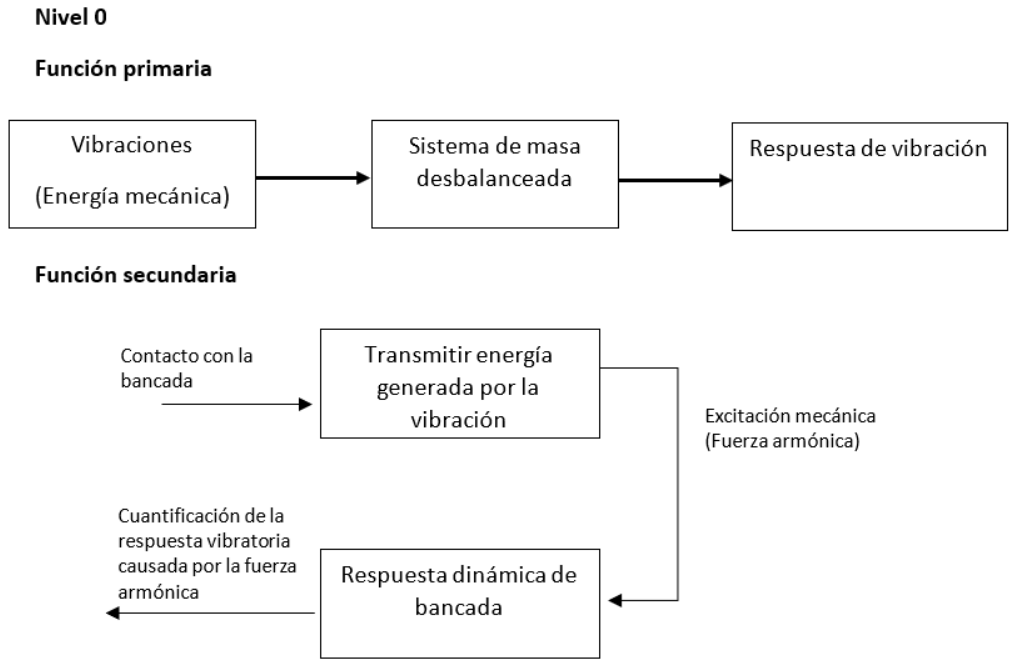 Nivel 0
Función primaria
Vibraciones
(Energía mecánica)
Sistema de masa
desbalanceada
Respuesta de vibración
Función secundaria
Contacto con la
bancada
Transmitir energía
generada por la
vibración
Excitación mecánica
(Fuerza armónica)
Cuantificación de la
respuesta vibratoria
causada por la fuerza
armónica
Respuesta dinámica de
bancada